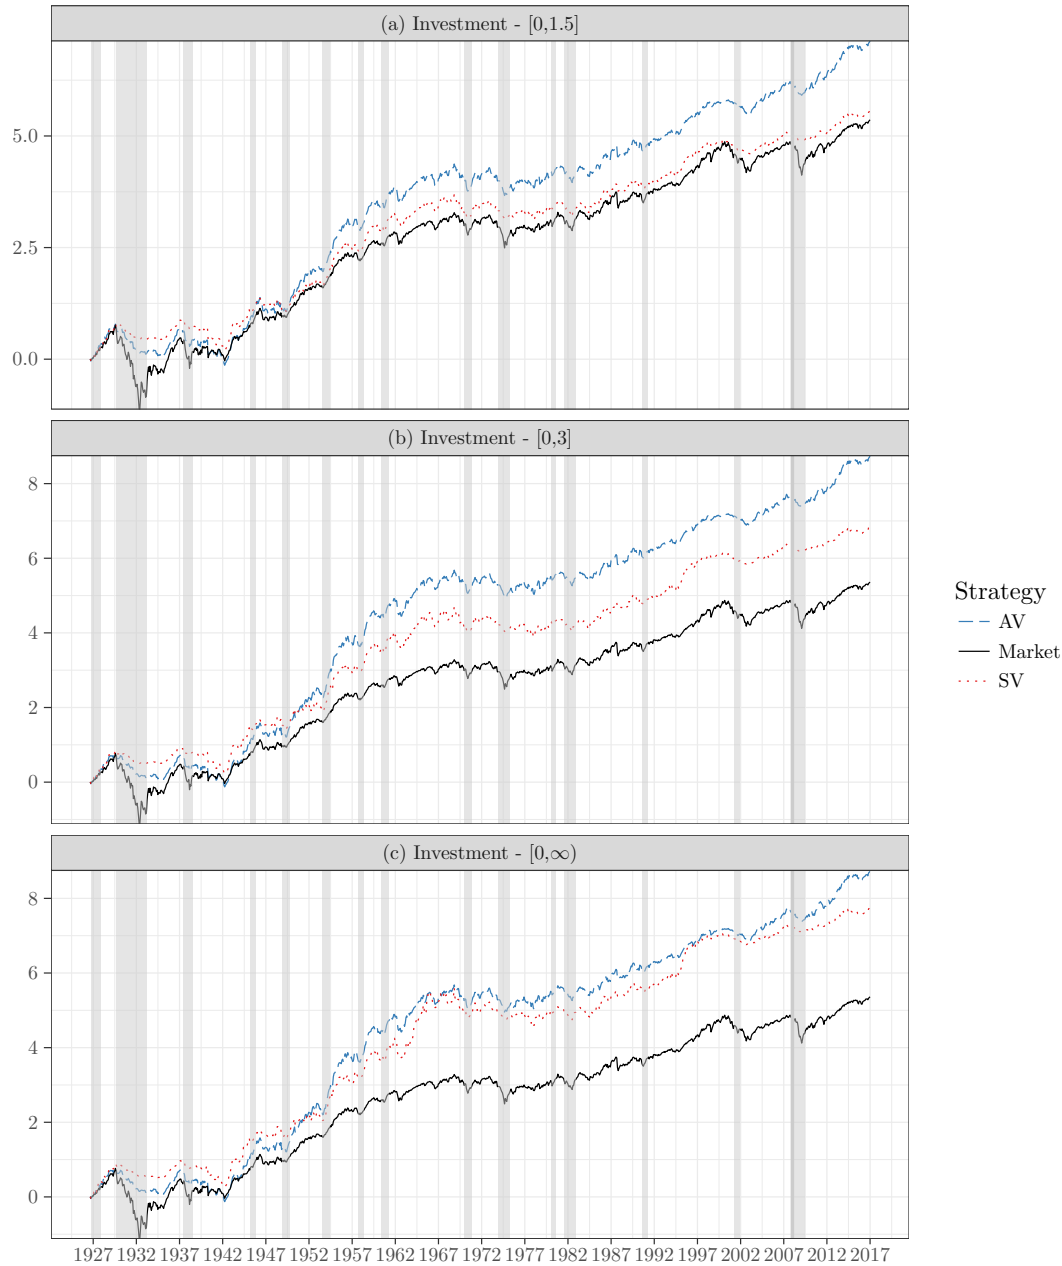 (a) Investment - [0,1.5]
5.0
2.5
0.0
(b) Investment - [0,3]
8
6
4
2
0
Strategy
AV
Market
SV
(c) Investment - [0,∞)
8
6
4
2
0
1927 1932 1937 1942 1947 1952 1957 1962 1967 1972 1977 1982 1987 1992 1997 2002 2007 2012 2017